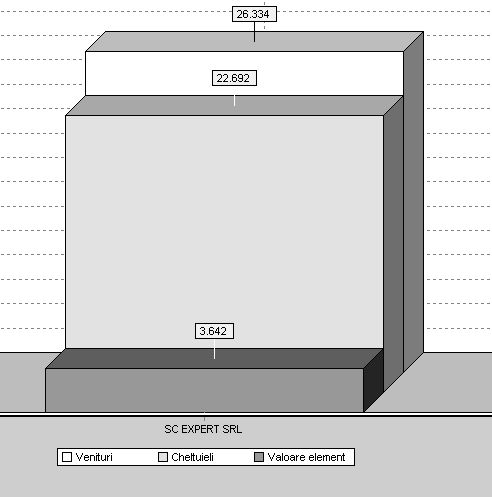 26.334
22.692
3.642
SC EXPERT SRL
Venituri Cheltuieli Valoare element